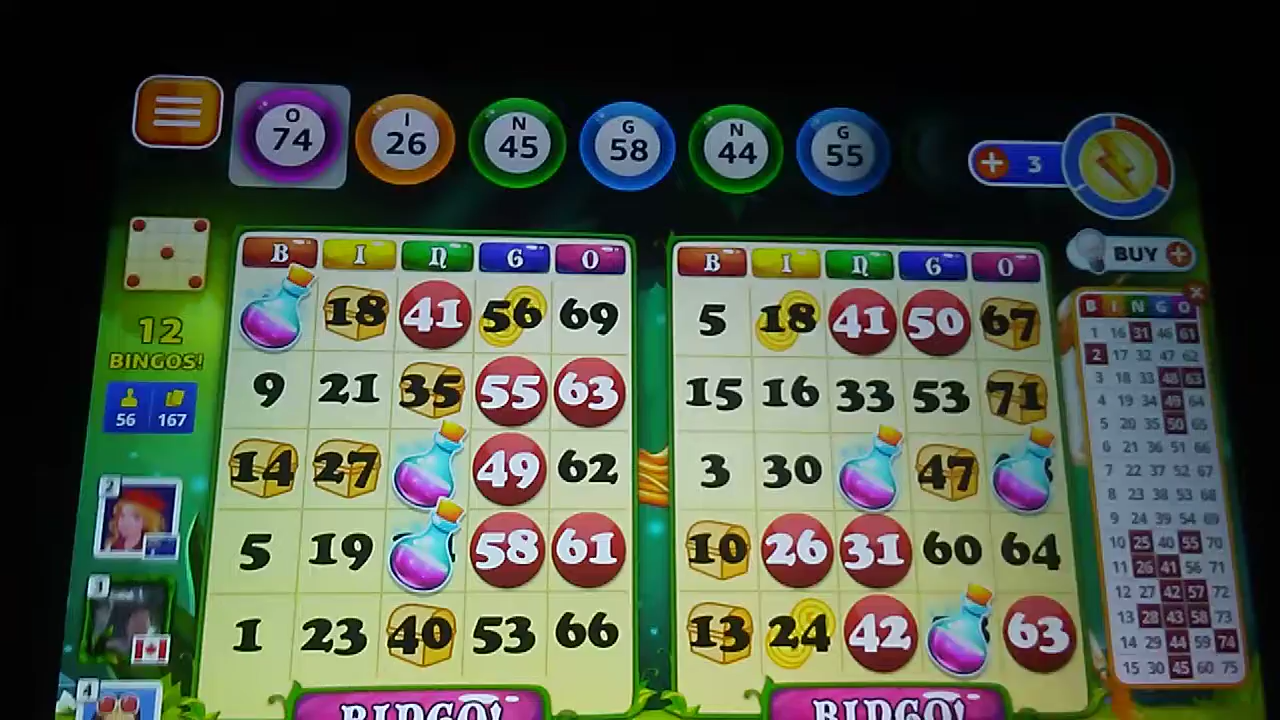 O 74
I 26
N 45
G 58
N 44
G 55
3
BUY
12
BINGOS!
56 167
2
1
4
B I N G O
18 41 56 69
9 21 35 55 63
14 27 49 62
5 19 58 61
1 23 40 53 66
BINGO!
B I N G O
5 18 41 50 67
15 16 33 53 71
3 30 47
10 26 31 60 64
13 24 42 63
BINGO!
B I N G O
1 16 31 46 61
2 17 32 47 62
3 18 33 48 63
4 19 34 49 64
5 20 35 50 65
6 21 36 51 66
7 22 37 52 67
8 23 38 53 68
9 24 39 54 69
10 25 40 55 70
11 26 41 56 71
12 27 42 57 72
13 28 43 58 73
14 29 44 59 74
15 30 45 60 75